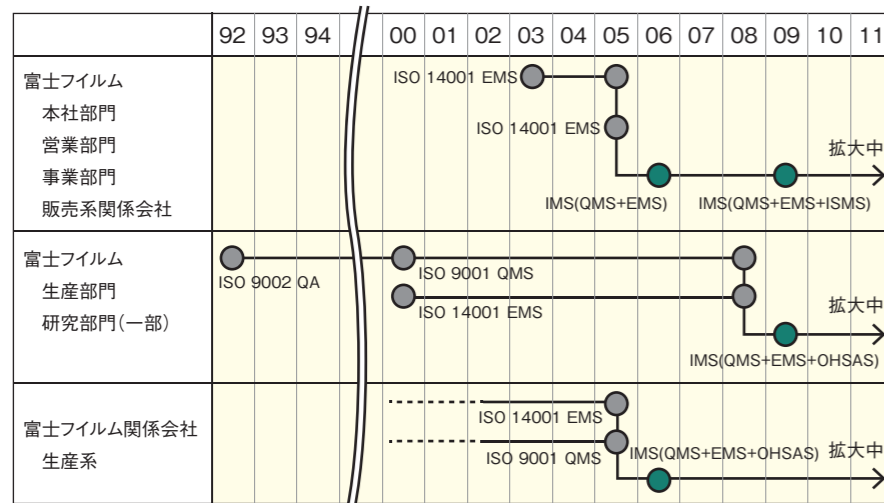 92 93 94 00 01 02 03 04 05 06 07 08 09 10 11
富士フイルム
本社部門
営業部門
事業部門
販売系関係会社
ISO 14001 EMS
ISO 14001 EMS
拡大中
IMS(QMS+EMS)
IMS(QMS+EMS+ISMS)
富士フイルム
生産部門
研究部門(一部)
ISO 9002 QA
ISO 9001 QMS
ISO 14001 EMS
拡大中
IMS(QMS+EMS+OHSAS)
富士フイルム関係会社
生産系
ISO 14001 EMS
ISO 9001 QMS
IMS(QMS+EMS+OHSAS)
拡大中